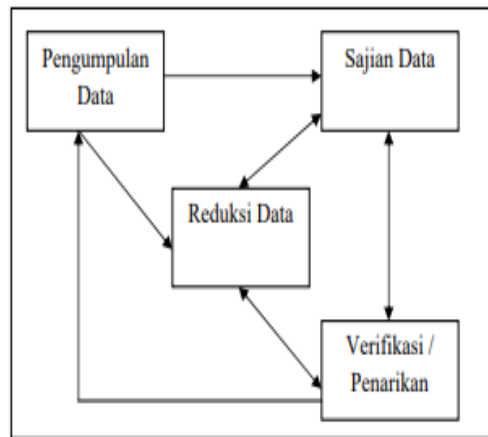 Pengumpulan
Data
Sajian Data
Reduksi Data
Verifikasi /
Penarikan